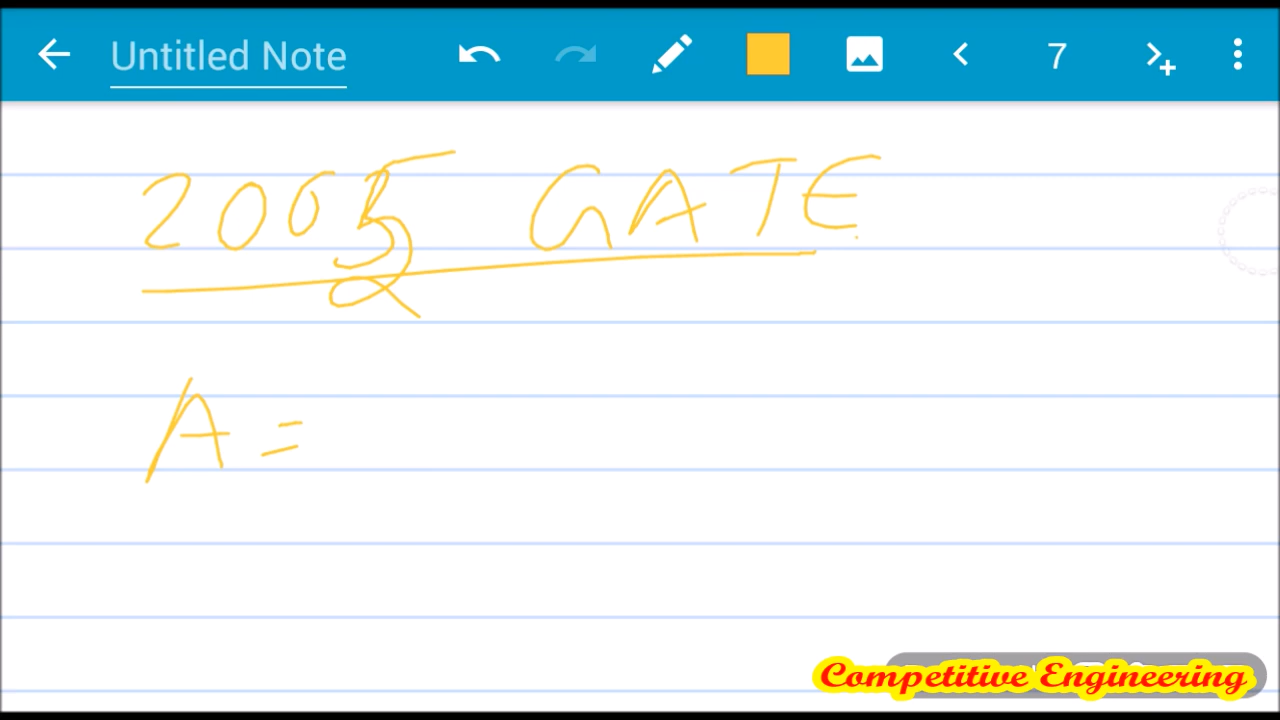 Untitled Note
7
2005 GATE
A =
Competitive Engineering